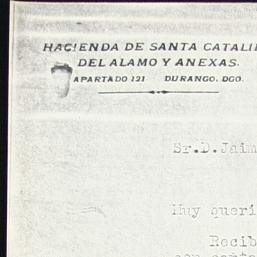 HACIENDA DE SANTA CATALI
DEL ALAMO Y ANEXAS.
APARTADO 121 DURANGO, DGO.
Sr.D.Jaim
Muy queri
Recib